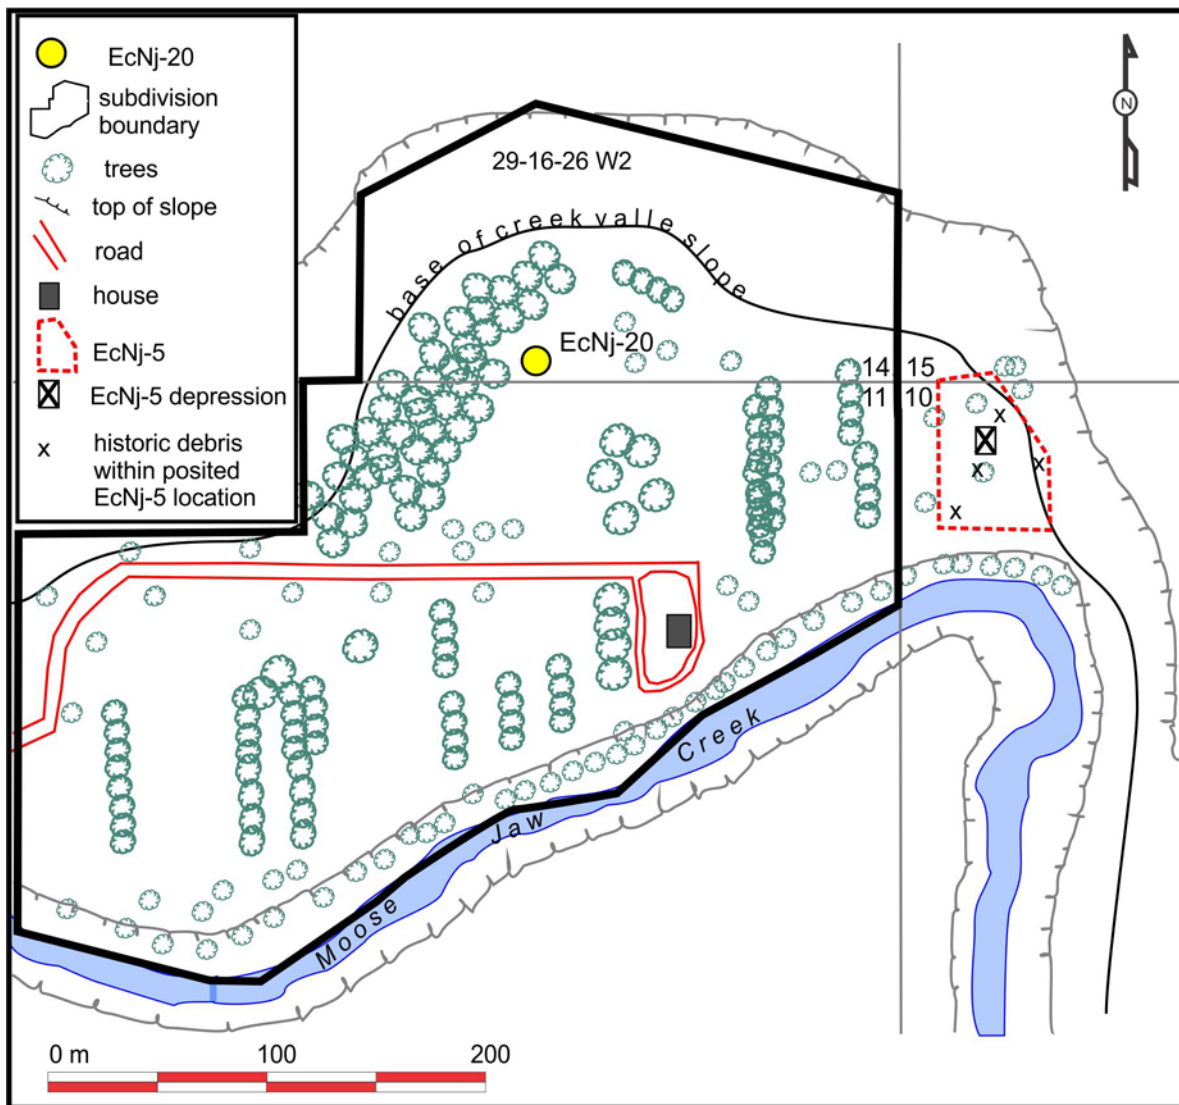 EcNj-20
subdivision
boundary
trees
top of slope
road
house
EcNj-5
EcNj-5 depression
x historic debris
within posited
EcNj-5 location
N
29-16-26 W2
base of creek valle slope
EcNj-20
14 15
11 10
x
x
x
x
Moose Jaw Creek
0 m 100 200